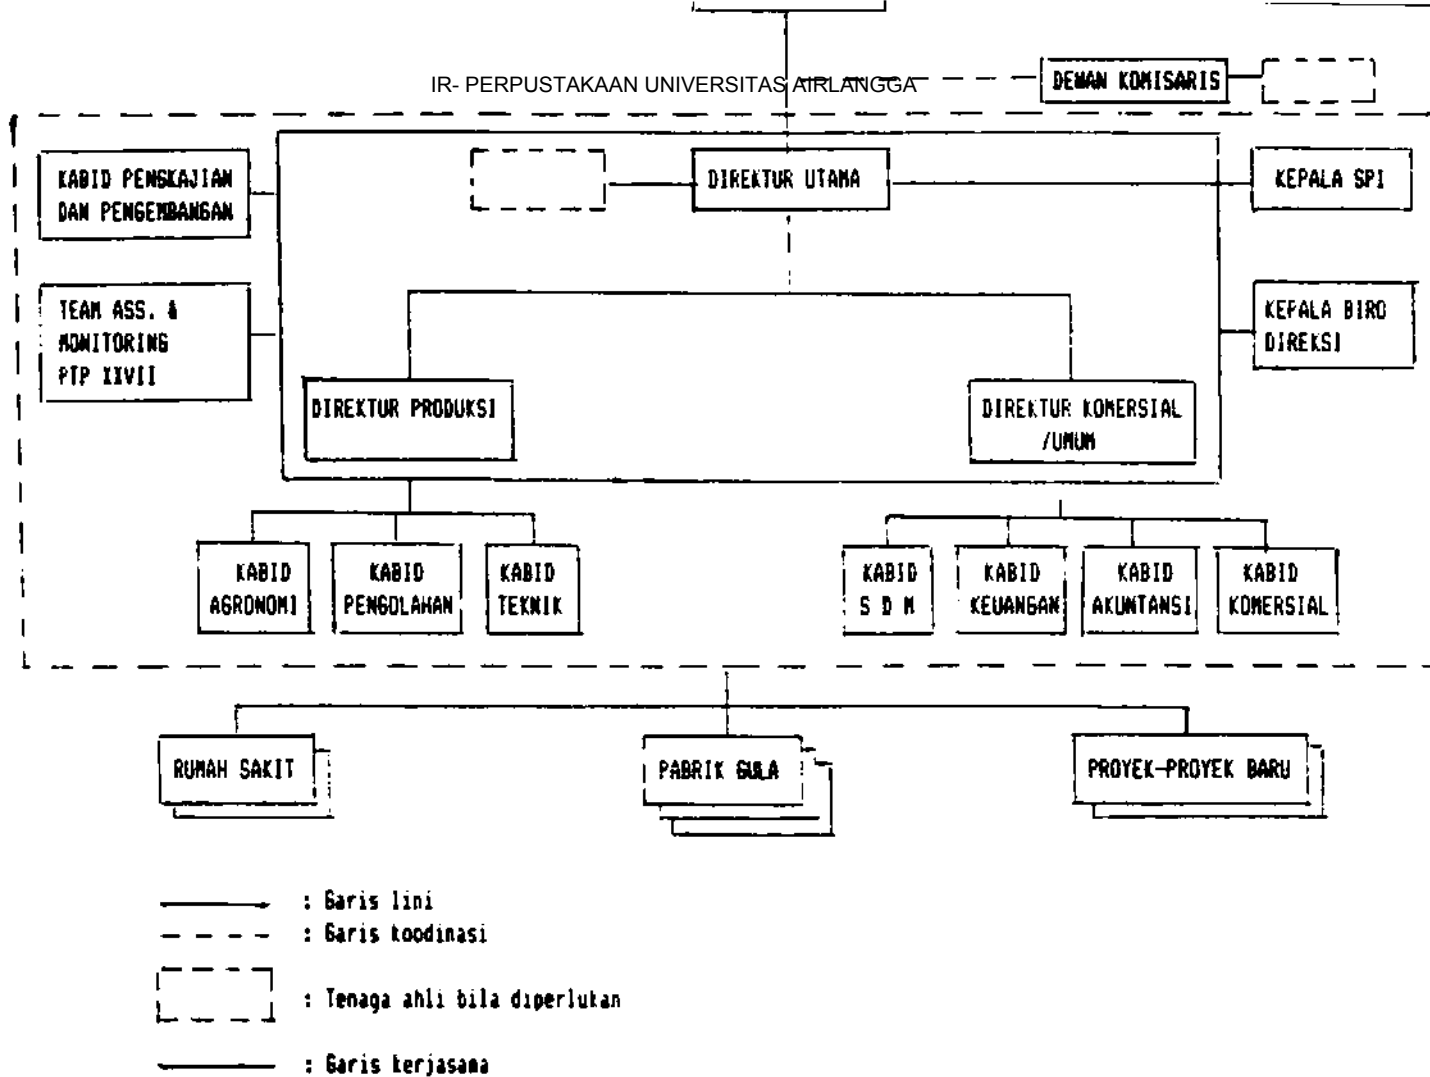 IR- PERPUSTAKAAN UNIVERSITAS AIRLANGGA
DEWAN KOMISARIS
KABID PENGKAJIAN
DAN PENGEMBANGAN
DIREKTUR UTAMA
KEPALA SPI
TEAM ASS. &
MONITORING
PTP XXVII
KEPALA BIRO
DIREKSI
DIREKTUR PRODUKSI
DIREKTUR KOMERSIAL
/UMUM
KABID
AGRONOMI
KABID
PENGOLAHAN
KABID
TEKNIK
KABID
S D M
KABID
KEUANGAN
KABID
AKUNTANSI
KABID
KOMERSIAL
RUMAH SAKIT
PABRIK GULA
PROYEK-PROYEK BARU
: Garis lini
: Garis koodinasi
: Tenaga ahli bila diperlukan
: Garis kerjasama